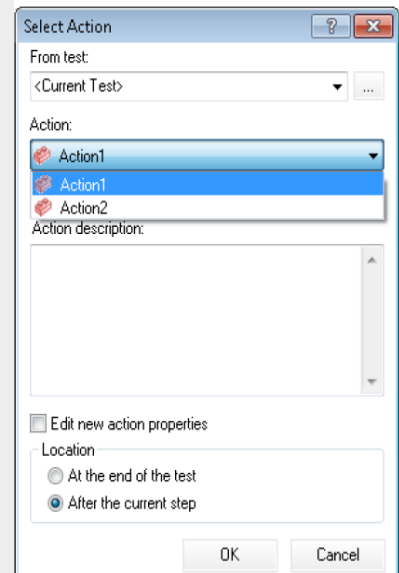 Select Action
From test:
<Current Test>
...
Action:
Action1
Action1
Action2
Action description:
Edit new action properties
Location
At the end of the test
After the current step
OK Cancel